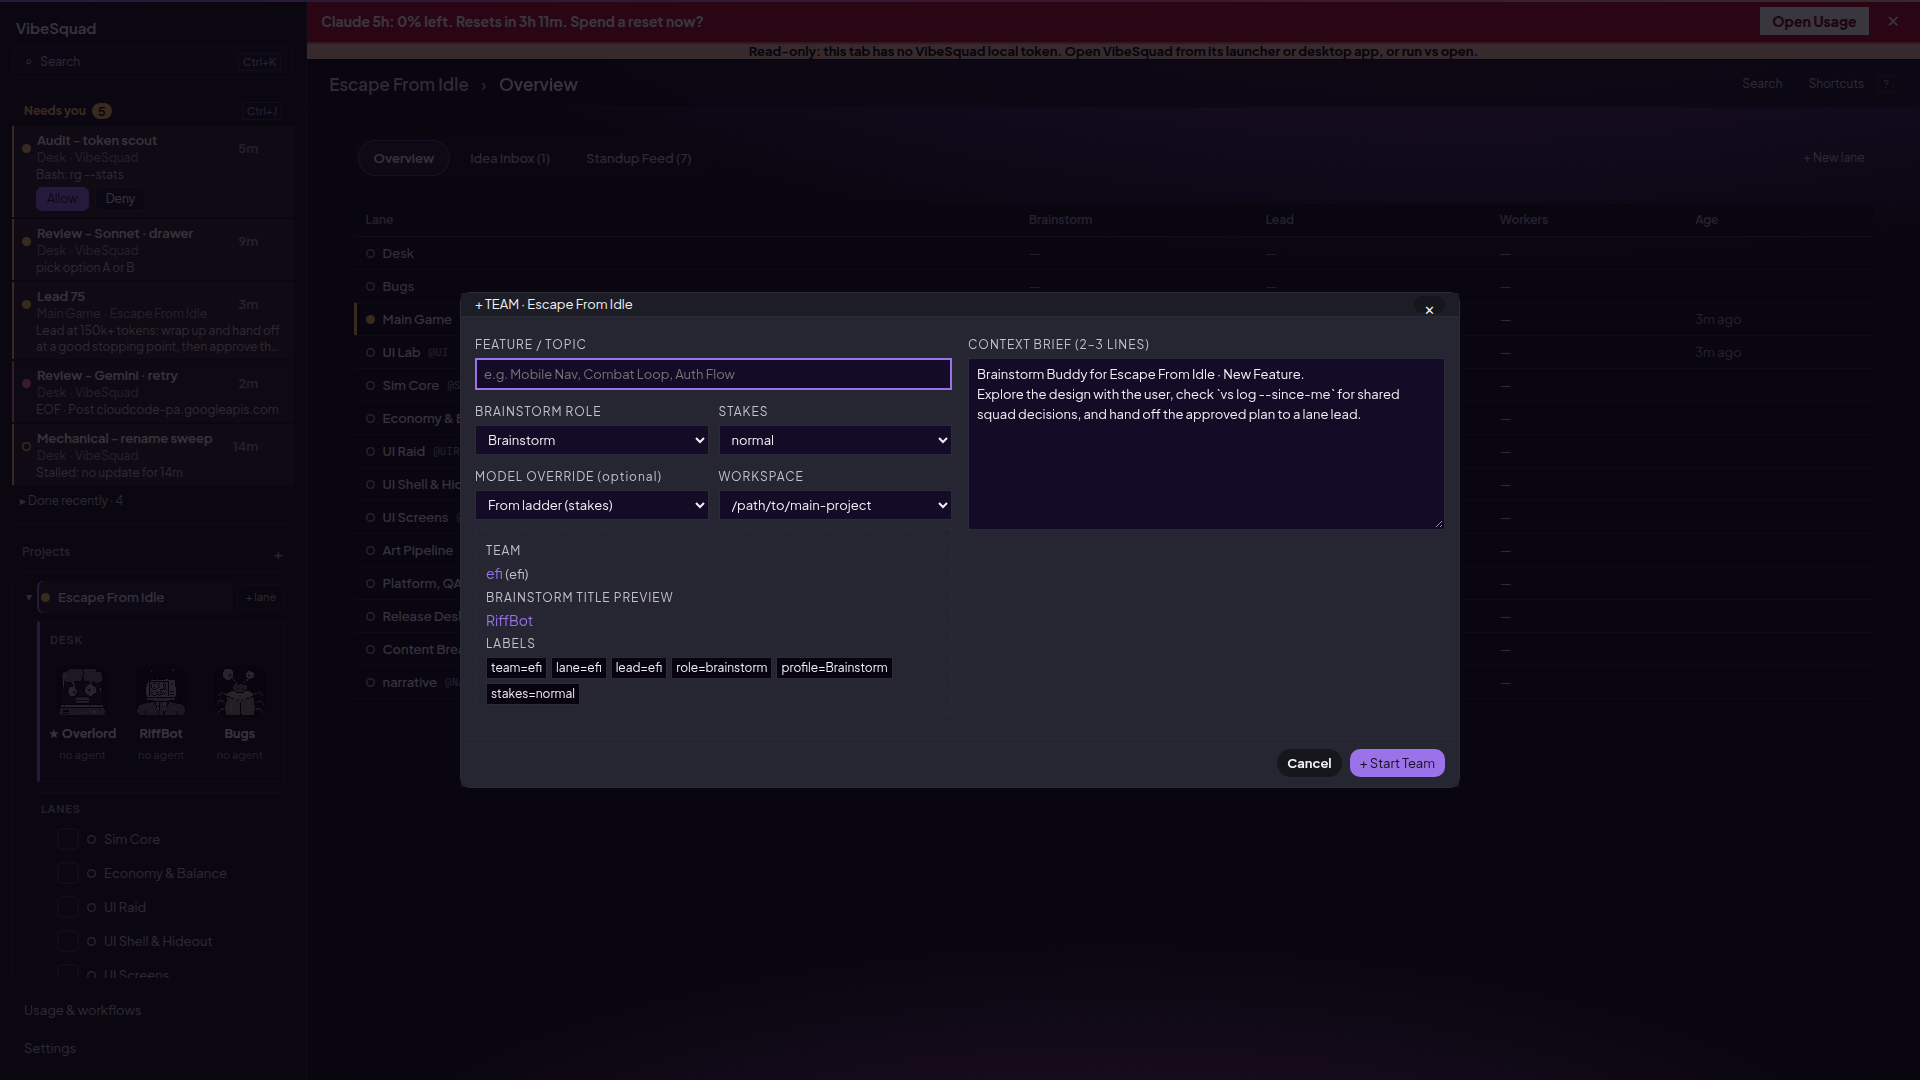 VibeSquad
Search Ctrl+K
Needs you 5 Ctrl+J
Audit – token scout 5m
Desk · VibeSquad
Bash: rg --stats
Allow Deny
Review – Sonnet · drawer 9m
Desk · VibeSquad
pick option A or B
Lead 75 3m
Main Game · Escape From Idle
Lead at 150k+ tokens: wrap up and hand off
at a good stopping point, then approve th…
Review – Gemini · retry 2m
Desk · VibeSquad
EOF · Post cloudcode-pa.googleapis.com
Mechanical – rename sweep 14m
Desk · VibeSquad
Stalled: no update for 14m
▸ Done recently · 4
Projects +
▾ Escape From Idle + lane
DESK
★ Overlord RiffBot Bugs
no agent no agent no agent
LANES
Sim Core
Economy & Balance
UI Raid
UI Shell & Hideout
UI Screens
Usage & workflows
Settings
Claude 5h: 0% left. Resets in 3h 11m. Spend a reset now? Open Usage ×
Read-only: this tab has no VibeSquad local token. Open VibeSquad from its launcher or desktop app, or run vs open.
Escape From Idle › Overview Search Shortcuts ?
Overview Idea Inbox (1) Standup Feed (7) + New lane
Lane Brainstorm Lead Workers Age
Desk — —
Bugs — —
Main Game — 3m ago
UI Lab @UI — 3m ago
Sim Core —
Economy & B —
UI Raid @UIR —
UI Shell & Hid —
UI Screens —
Art Pipeline —
Platform, QA —
Release Des —
Content Brea —
narrative —
+ TEAM · Escape From Idle ×
FEATURE / TOPIC
e.g. Mobile Nav, Combat Loop, Auth Flow
BRAINSTORM ROLE STAKES
Brainstorm normal
MODEL OVERRIDE (optional) WORKSPACE
From ladder (stakes) /path/to/main-project
TEAM
efi (efi)
BRAINSTORM TITLE PREVIEW
RiffBot
LABELS
team=efi lane=efi lead=efi role=brainstorm profile=Brainstorm
stakes=normal
CONTEXT BRIEF (2–3 LINES)
Brainstorm Buddy for Escape From Idle · New Feature.
Explore the design with the user, check `vs log --since-me` for shared
squad decisions, and hand off the approved plan to a lane lead.
Cancel + Start Team